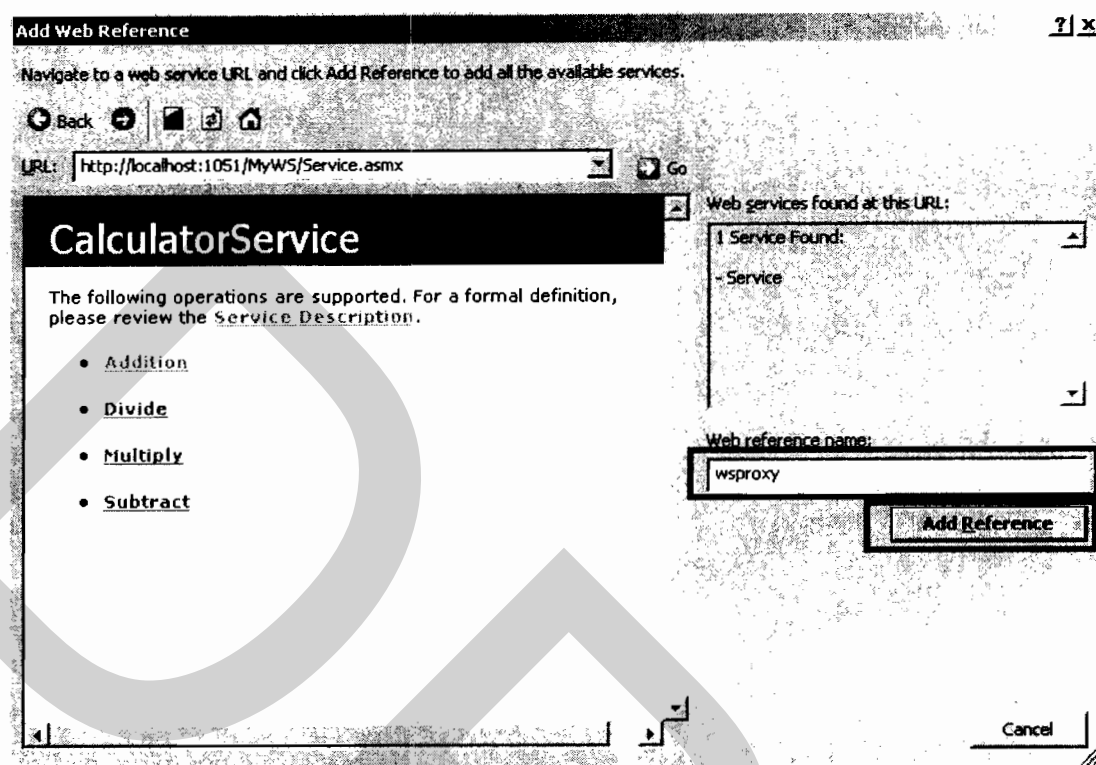 Add Web Reference
? x
Navigate to a web service URL and click Add Reference to add all the available services.
Back
URL: http://localhost:1051/MyWS/Service.asmx Go
CalculatorService
The following operations are supported. For a formal definition,
please review the Service Description.
• Addition
• Divide
• Multiply
• Subtract
Web services found at this URL:
1 Service Found:
- Service
Web reference name:
wsproxy
Add Reference
Cancel